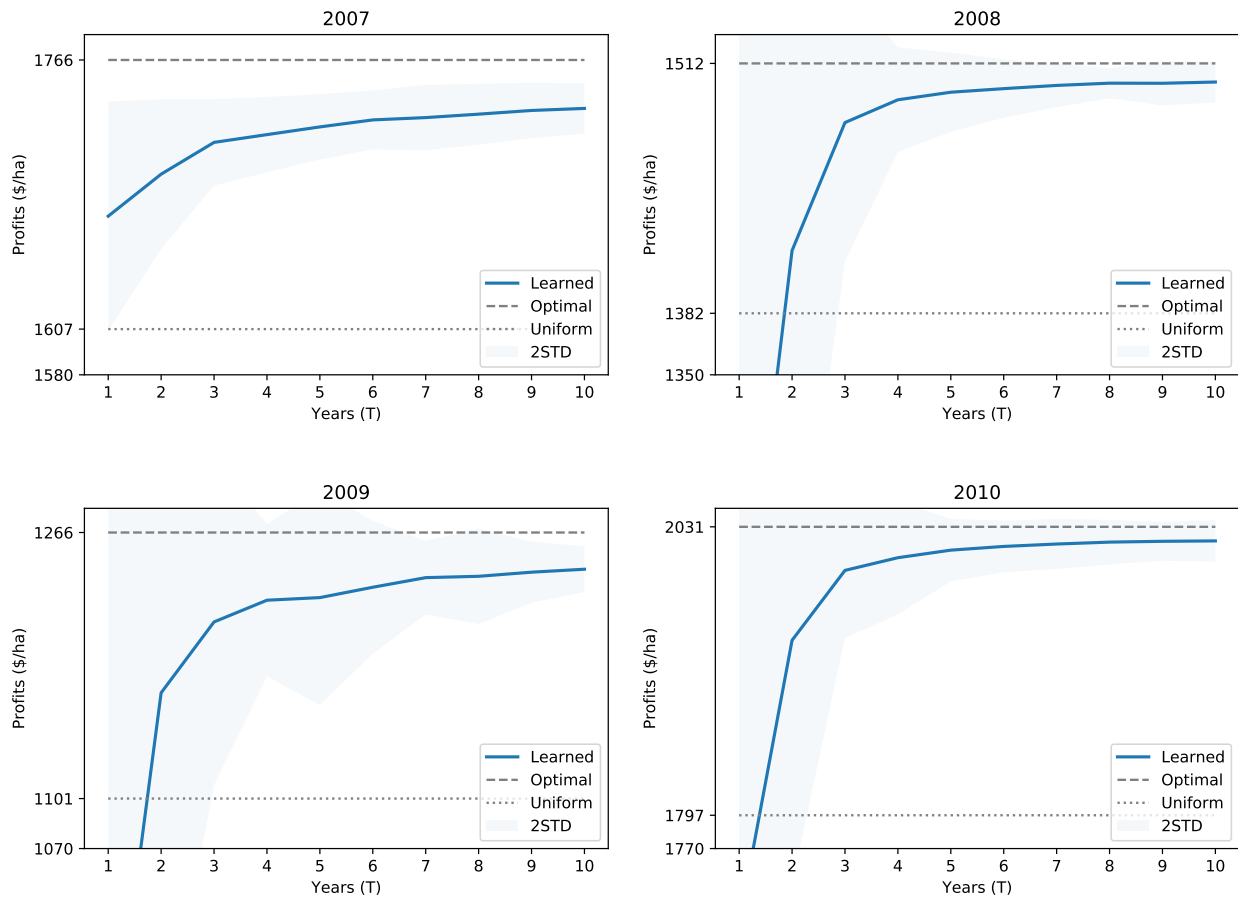 2007
1766
1607
1580
Profits ($/ha)
Learned
Optimal
Uniform
2STD
1 2 3 4 5 6 7 8 9 10
Years (T)
2008
1512
1382
1350
Profits ($/ha)
Learned
Optimal
Uniform
2STD
1 2 3 4 5 6 7 8 9 10
Years (T)
2009
1266
1101
1070
Profits ($/ha)
Learned
Optimal
Uniform
2STD
1 2 3 4 5 6 7 8 9 10
Years (T)
2010
2031
1797
1770
Profits ($/ha)
Learned
Optimal
Uniform
2STD
1 2 3 4 5 6 7 8 9 10
Years (T)